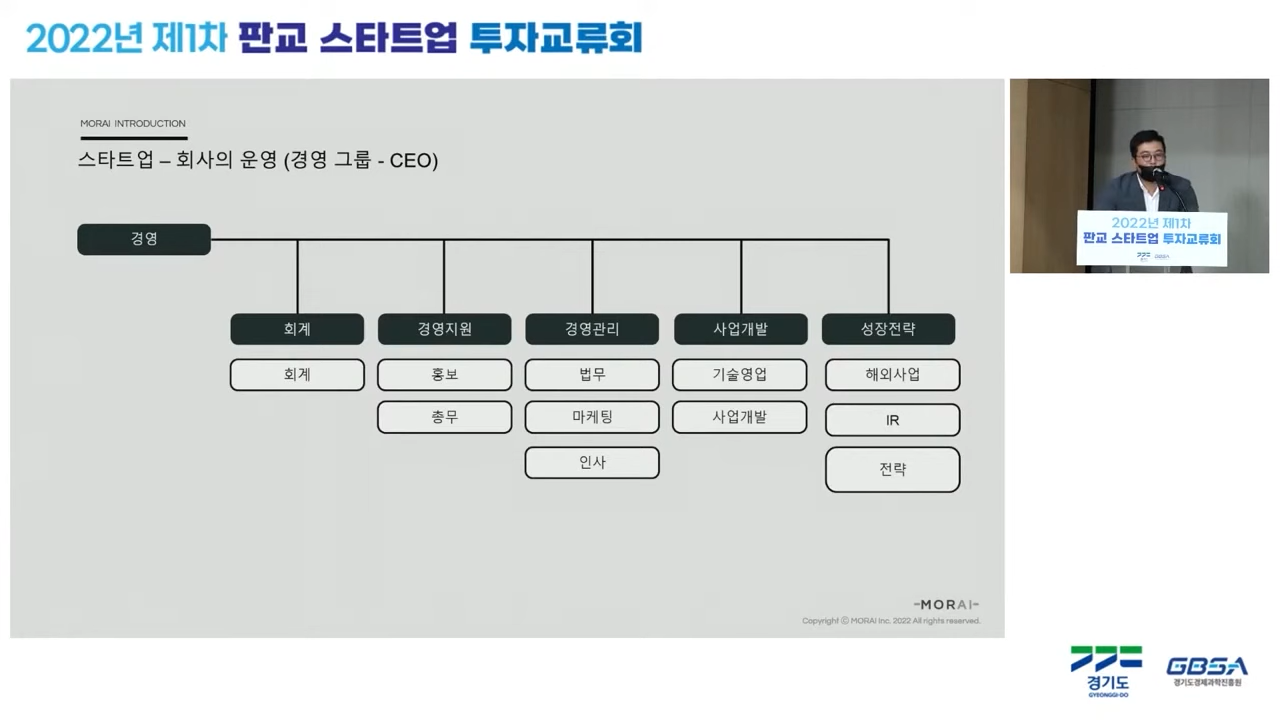 2022년 제1차 판교 스타트업 투자교류회
MORAI INTRODUCTION
스타트업 – 회사의 운영 (경영 그룹 - CEO)
경영
회계 경영지원 경영관리 사업개발 성장전략
회계 홍보 법무 기술영업 해외사업
총무 마케팅 사업개발 IR
인사 전략
-MORAI-
Copyright ⓒ MORAI Inc. 2022 All rights reserved.
2022년 제1차
판교 스타트업 투자교류회
경기도
GYEONGGI-DO
GBSA
경기도경제과학진흥원